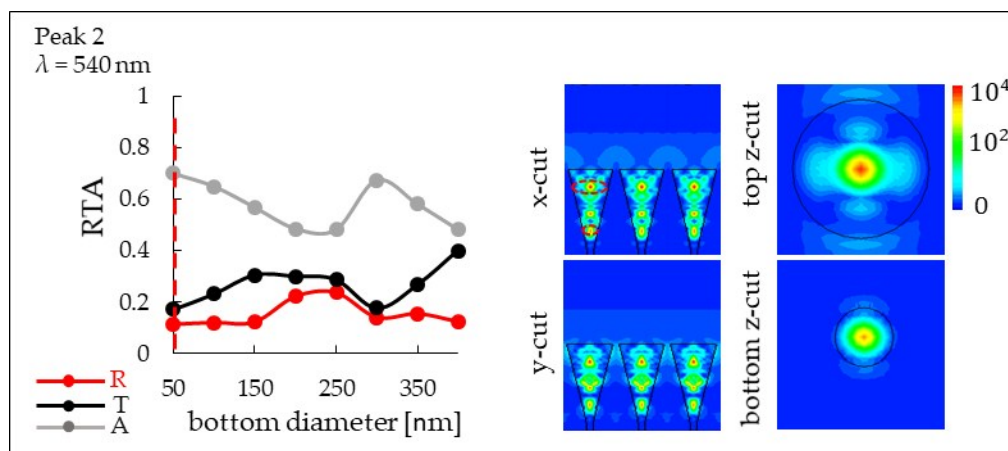 Peak 2
λ = 540 nm
1
0.8
0.6
0.4
0.2
0
RTA
50 150 250 350
bottom diameter [nm]
R
T
A
x-cut
y-cut
top z-cut
bottom z-cut
10⁴
10²
0